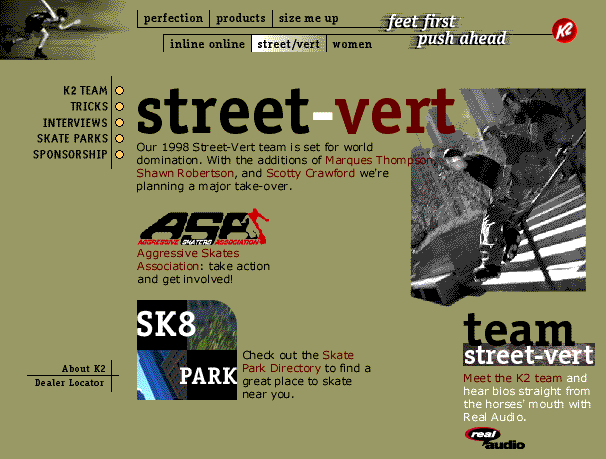 perfection products size me up
feet first
push ahead
K2
inline online street/vert women
K2 TEAM
TRICKS
INTERVIEWS
SKATE PARKS
SPONSORSHIP
street-vert
Our 1998 Street-Vert team is set for world
domination. With the additions of Marques Thompson,
Shawn Robertson, and Scotty Crawford we're
planning a major take-over.
ASA
AGGRESSIVE SKATERS ASSOCIATION
Aggressive Skates
Association: take action
and get involved!
SK8
PARK
Check out the Skate
Park Directory to find a
great place to skate
near you.
About K2
Dealer Locator
team
street-vert
Meet the K2 team and
hear bios straight from
the horses' mouth with
Real Audio.
real
audio